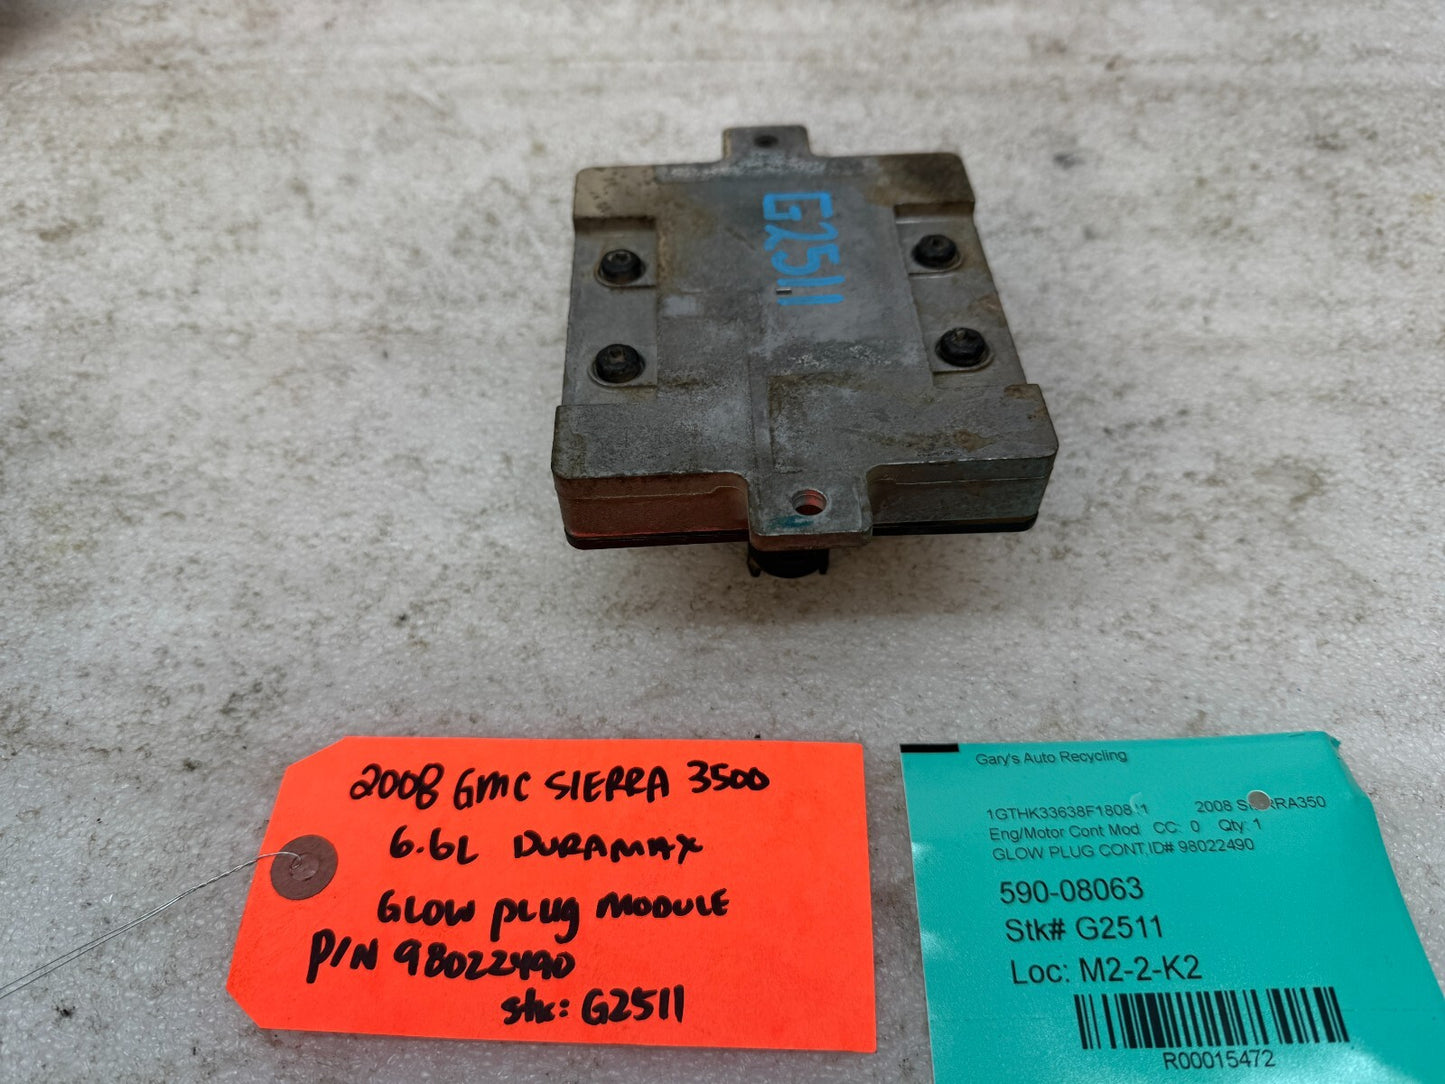 G2511
2008 GMC SIERRA 3500
6.6L DURAMAX
GLOW PLUG MODULE
P/N 98022490
stk: G2511
Gary's Auto Recycling
2008
Eng/Motor Cont Mod CC: 0 Qty: 1
GLOW PLUG CONT,ID# 98022490
590-08063
Stk# G2511
Loc: M2-2-K2
R00015472